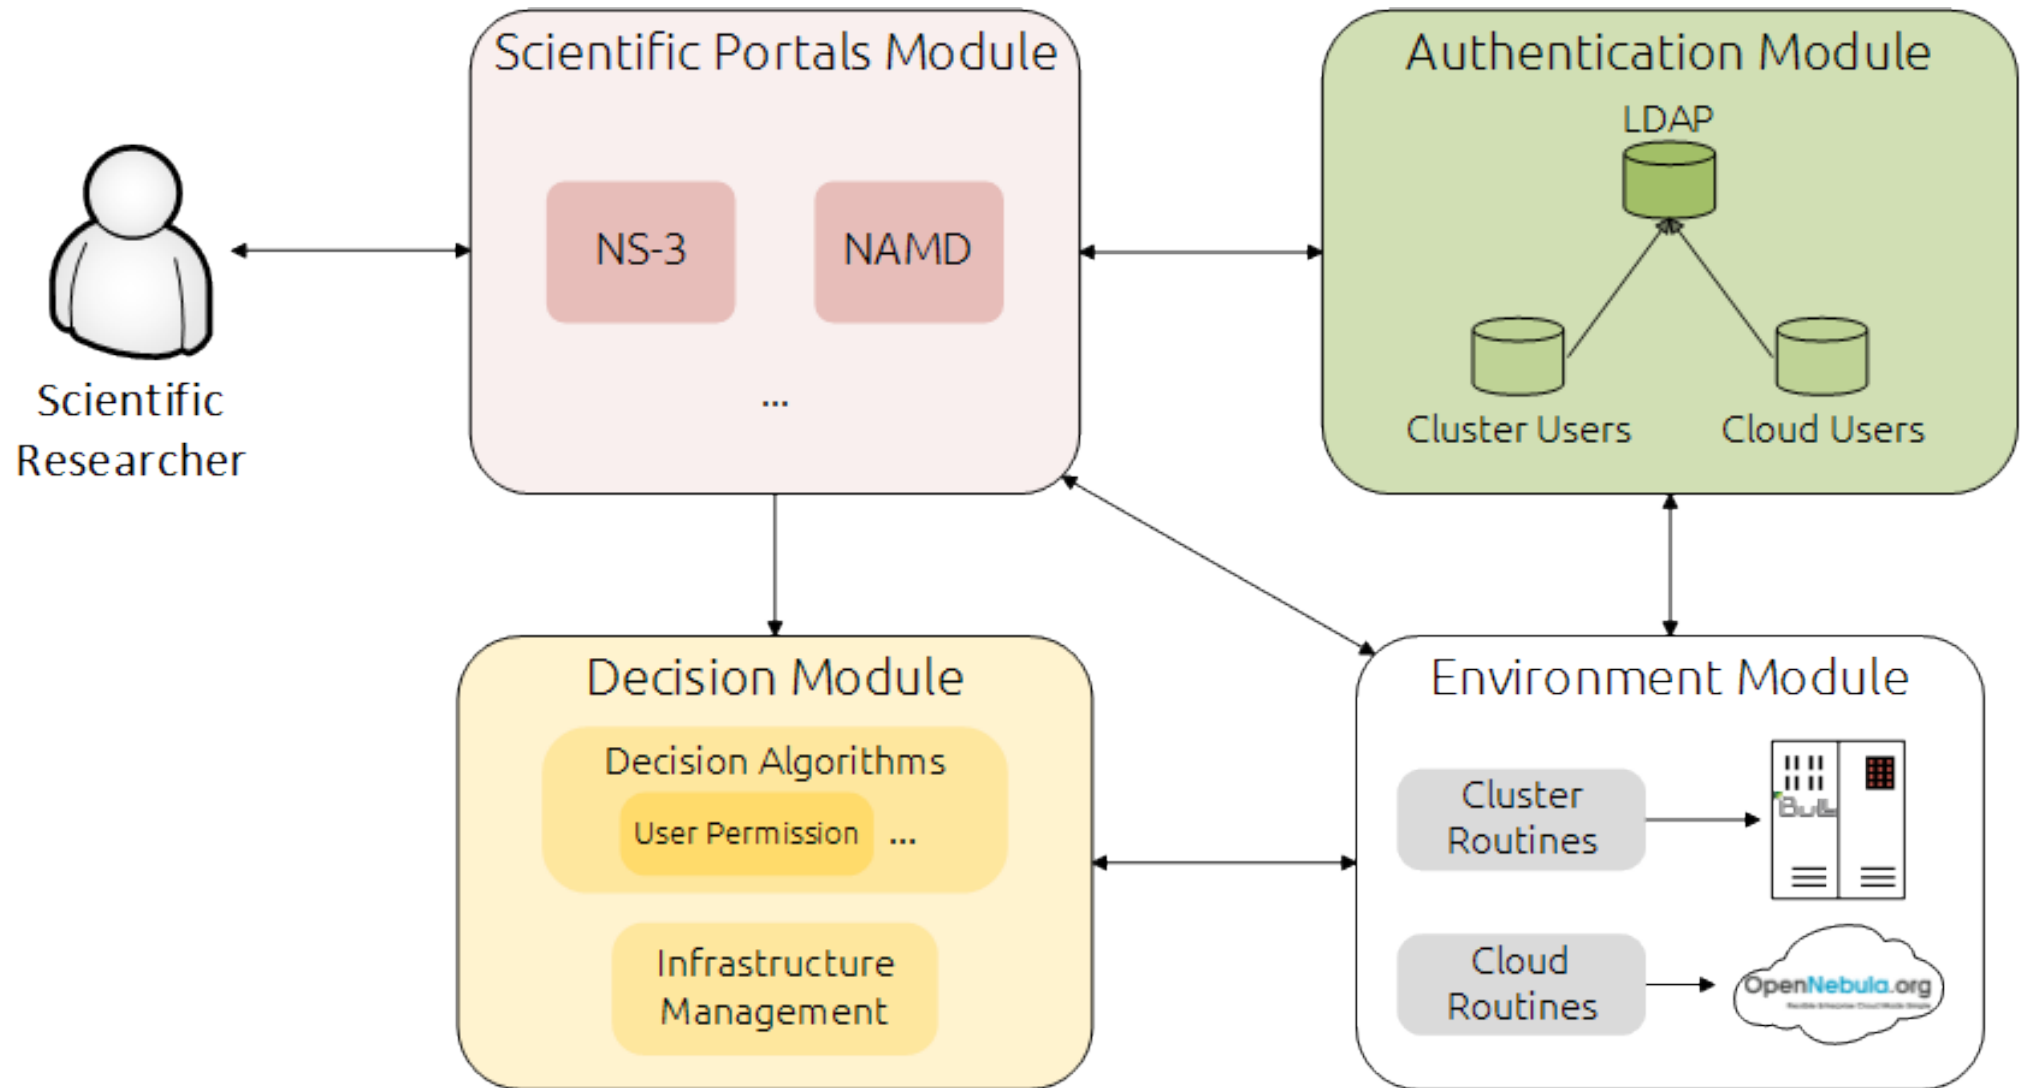 Scientific Portals Module
NS-3
NAMD
...
Authentication Module
LDAP
Cluster Users
Cloud Users
Scientific
Researcher
Decision Module
Decision Algorithms
User Permission ...
Infrastructure
Management
Environment Module
Cluster
Routines
Bull
Cloud
Routines
OpenNebula.org